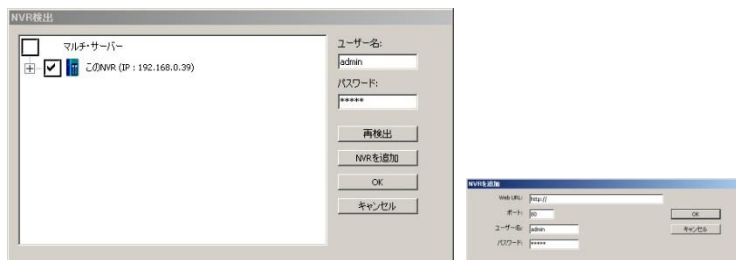 NVR検出
マルチ・サーバー
このNVR (IP : 192.168.0.39)
ユーザー名:
admin
パスワード:
*****
再検出
NVRを追加
OK
キャンセル
NVRを追加
Web URL: http://
ポート: 80
OK
ユーザー名: admin
キャンセル
パスワード: *****